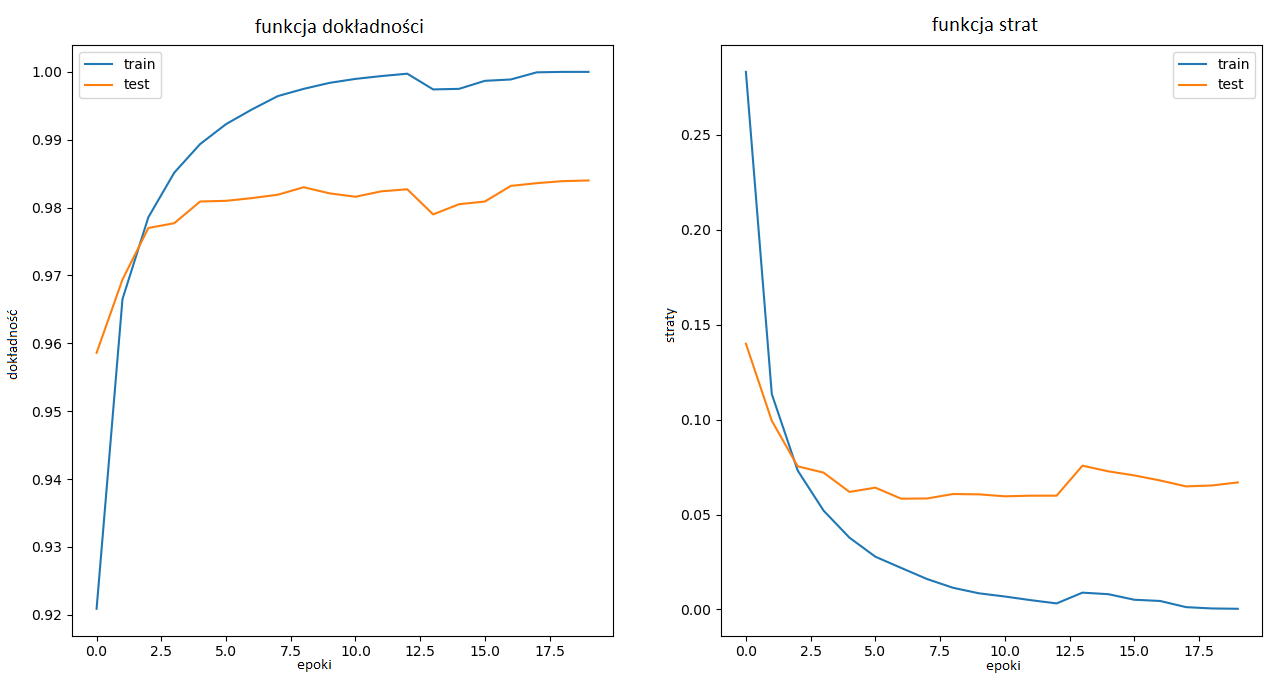 funkcja dokładności
train
test
1.00
0.99
0.98
0.97
0.96
0.95
0.94
0.93
0.92
dokładność
0.0 2.5 5.0 7.5 10.0 12.5 15.0 17.5
epoki
funkcja strat
train
test
0.25
0.20
0.15
0.10
0.05
0.00
straty
0.0 2.5 5.0 7.5 10.0 12.5 15.0 17.5
epoki